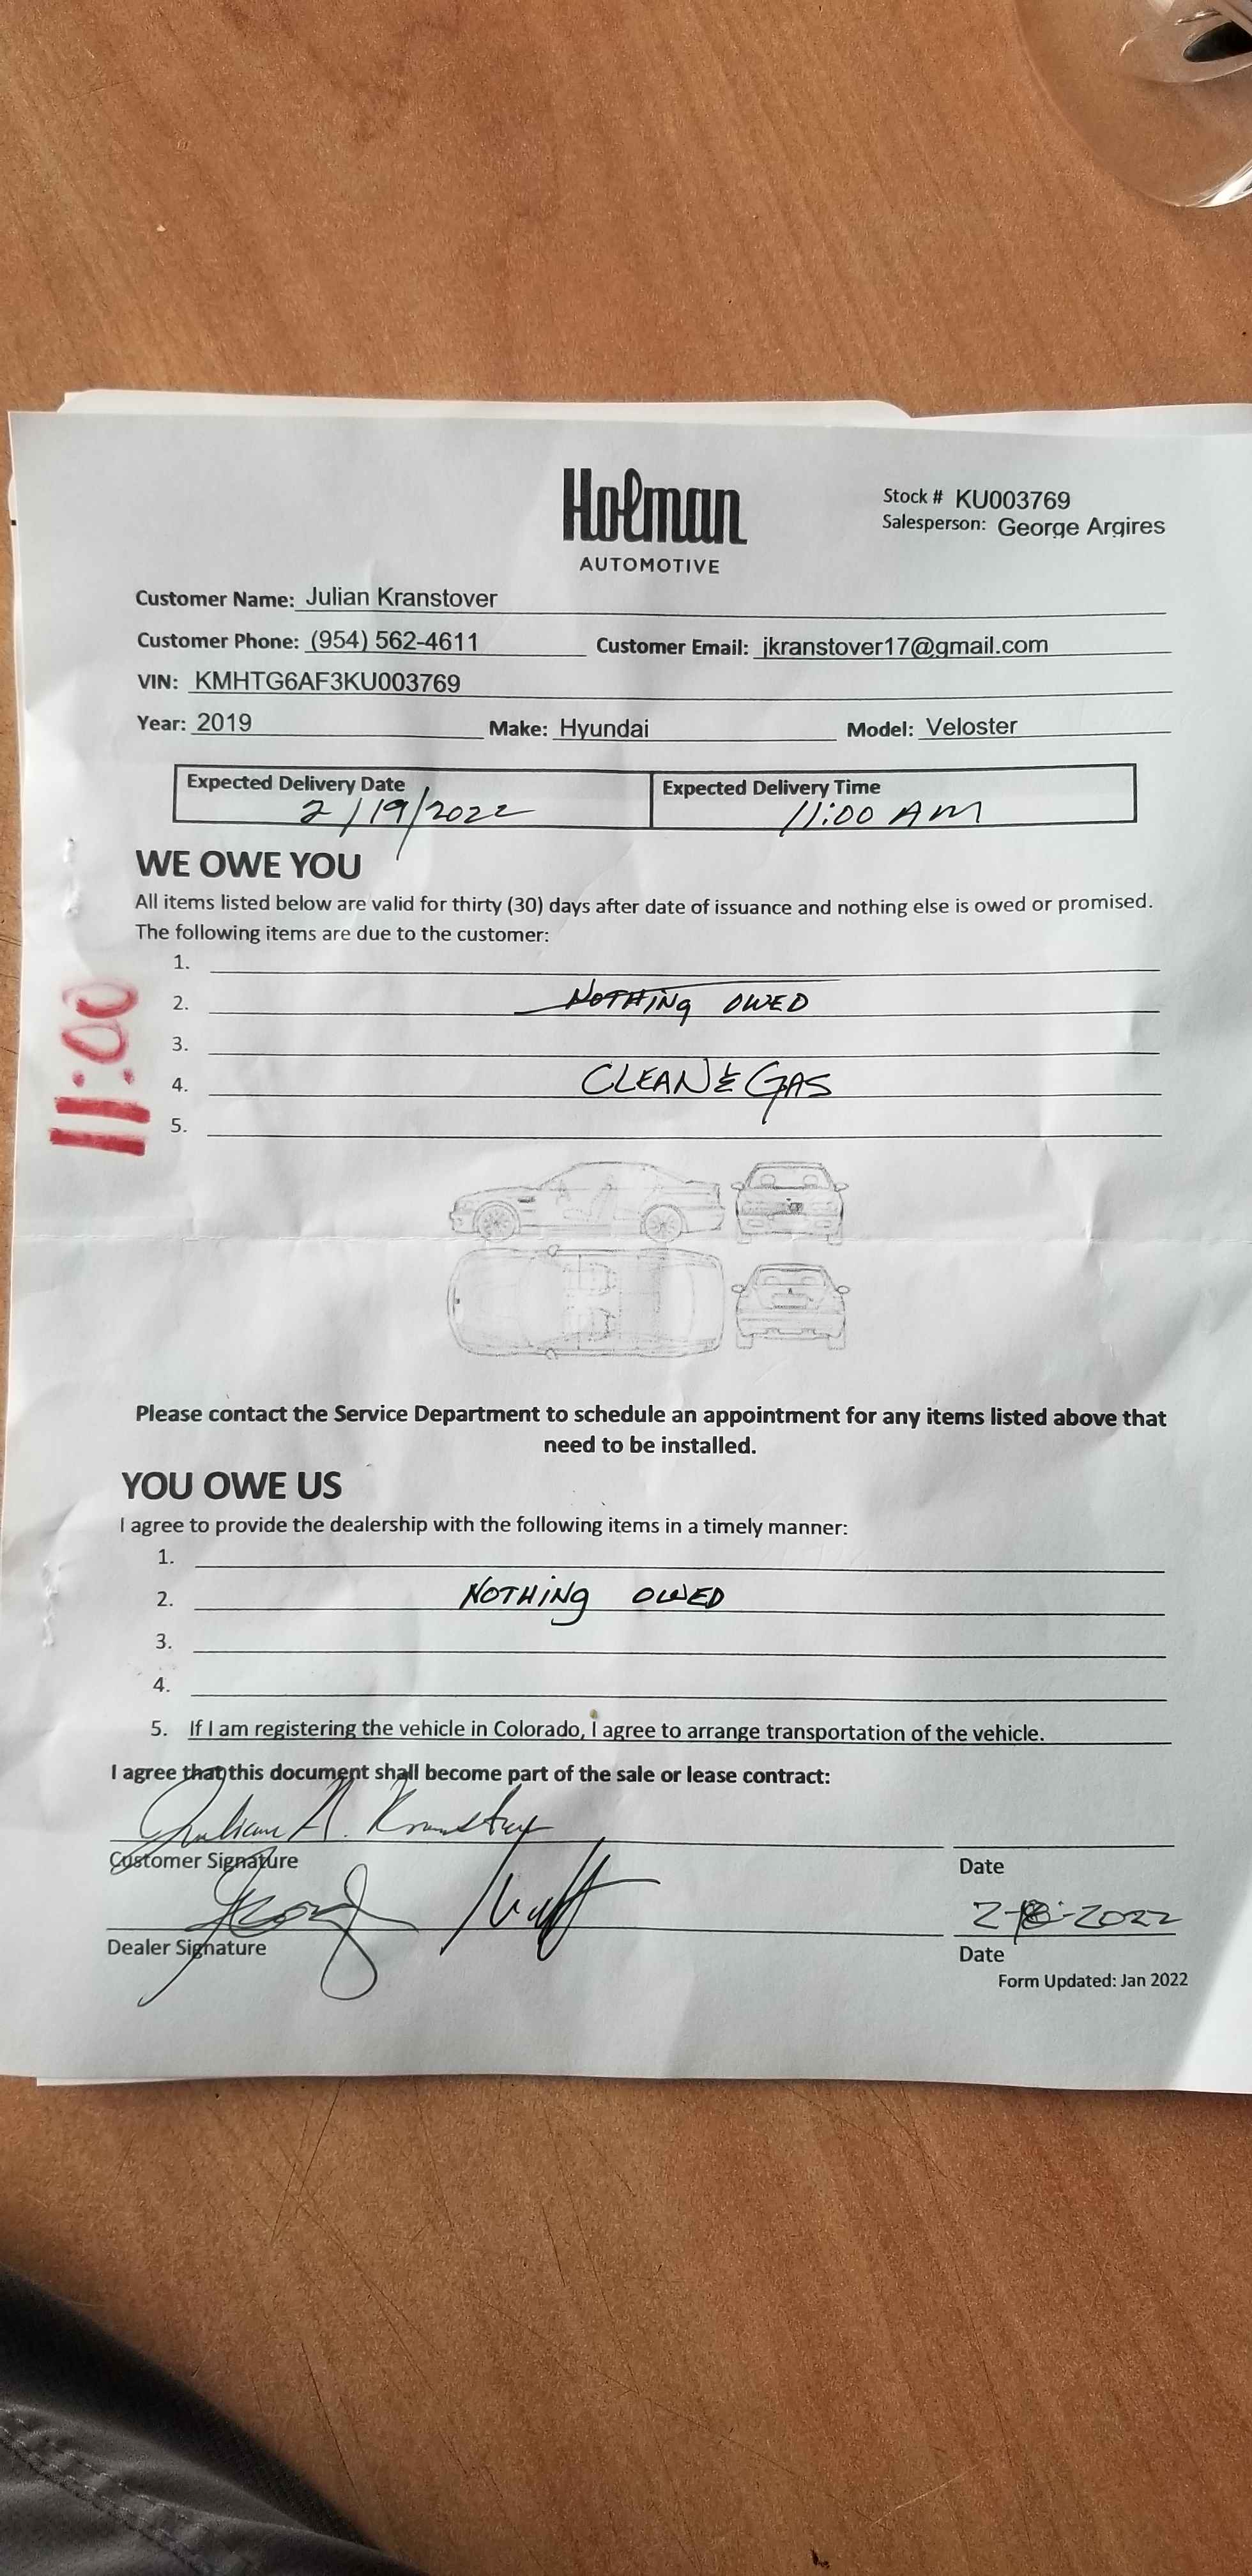 Holman
AUTOMOTIVE
Stock # KU003769
Salesperson: George Argires
Customer Name: Julian Kranstover
Customer Phone: (954) 562-4611 Customer Email: jkranstover17@gmail.com
VIN: KMHTG6AF3KU003769
Year: 2019 Make: Hyundai Model: Veloster
Expected Delivery Date Expected Delivery Time
2/19/2022 11:00 AM
WE OWE YOU
All items listed below are valid for thirty (30) days after date of issuance and nothing else is owed or promised.
The following items are due to the customer:
1.
2. NOTHING OWED
3.
4. CLEAN & GAS
5.
11:00
Please contact the Service Department to schedule an appointment for any items listed above that
need to be installed.
YOU OWE US
I agree to provide the dealership with the following items in a timely manner:
1.
2. NOTHING OWED
3.
4.
5. If I am registering the vehicle in Colorado, I agree to arrange transportation of the vehicle.
I agree that this document shall become part of the sale or lease contract:
Julian A. Kranstover
Customer Signature Date
2-18-2022
Dealer Signature Date
Form Updated: Jan 2022